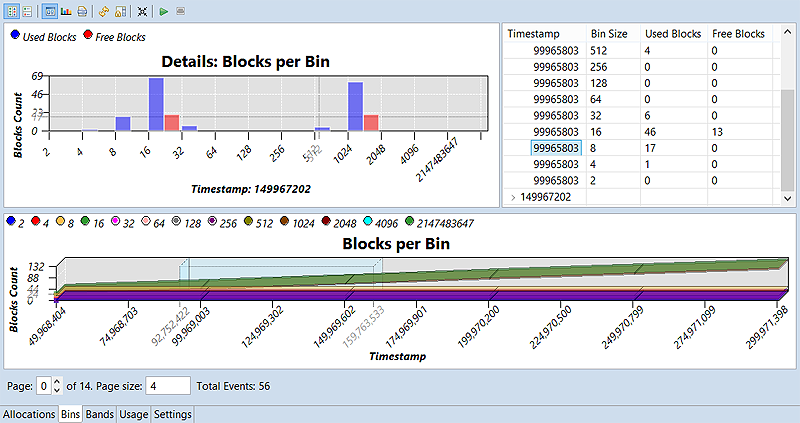 Used Blocks Free Blocks
Details: Blocks per Bin
Blocks Count
69
46
23
17
0
2 4 8 16 32 64 128 256 512 1024 2048 4096 2147483647
Timestamp: 149967202
Timestamp Bin Size Used Blocks Free Blocks
99965803 512 4 0
99965803 256 0 0
99965803 128 0 0
99965803 64 0 0
99965803 32 6 0
99965803 16 46 13
99965803 8 17 0
99965803 4 1 0
99965803 2 0 0
149967202
2 4 8 16 32 64 128 256 512 1024 2048 4096 2147483647
Blocks per Bin
Blocks Count
132
88
44
0
49,968,404 74,968,703 92,752,422 99,969,003 124,969,302 149,969,602 159,763,533 174,969,901 199,970,200 224,970,500 249,970,799 274,971,099 299,971,398
Timestamp
Page: 0 of 14. Page size: 4 Total Events: 56
Allocations Bins Bands Usage Settings